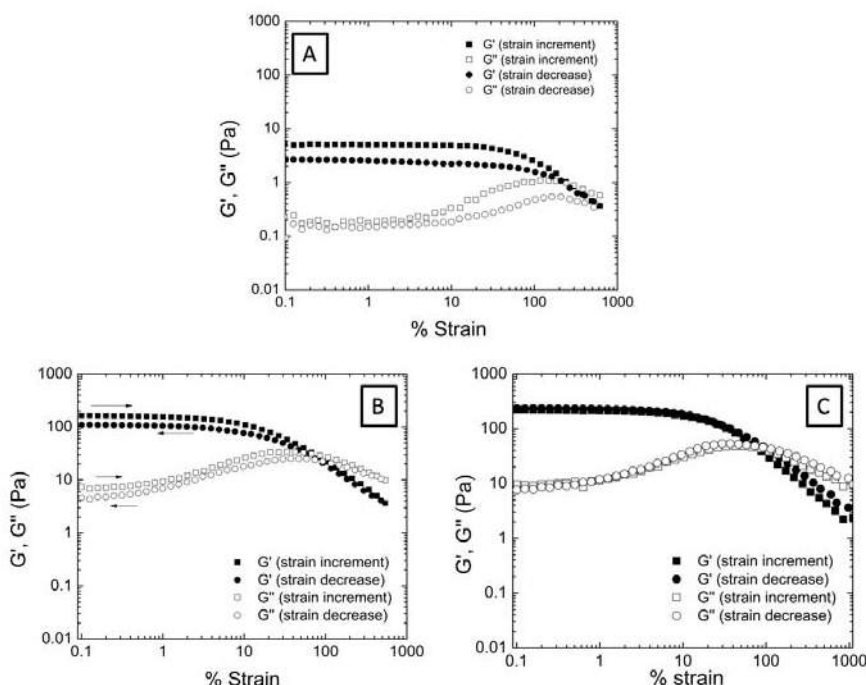 A
G' (strain increment)
G'' (strain increment)
G' (strain decrease)
G'' (strain decrease)
1000
100
10
1
0.1
0.01
G', G'' (Pa)
0.1 1 10 100 1000
% Strain
B
1000
100
10
1
0.1
0.01
G', G'' (Pa)
G' (strain increment)
G' (strain decrease)
G'' (strain increment)
G'' (strain decrease)
0.1 1 10 100 1000
% Strain
C
1000
100
10
1
0.1
0.01
G', G'' (Pa)
G' (strain increment)
G' (strain decrease)
G'' (strain increment)
G'' (strain decrease)
0.1 1 10 100 1000
% strain